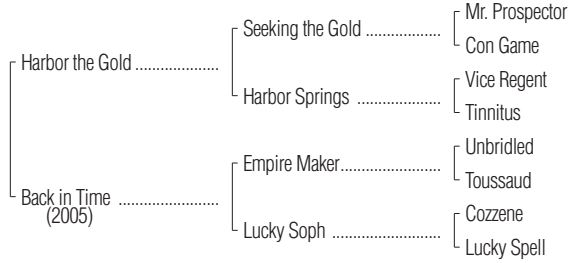 Mr. Prospector
Seeking the Gold ..................
Con Game
Harbor the Gold ....................
Vice Regent
Harbor Springs ....................
Tinnitus
Unbridled
Empire Maker........................
Toussaud
Back in Time ........................
(2005)
Cozzene
Lucky Soph ..........................
Lucky Spell